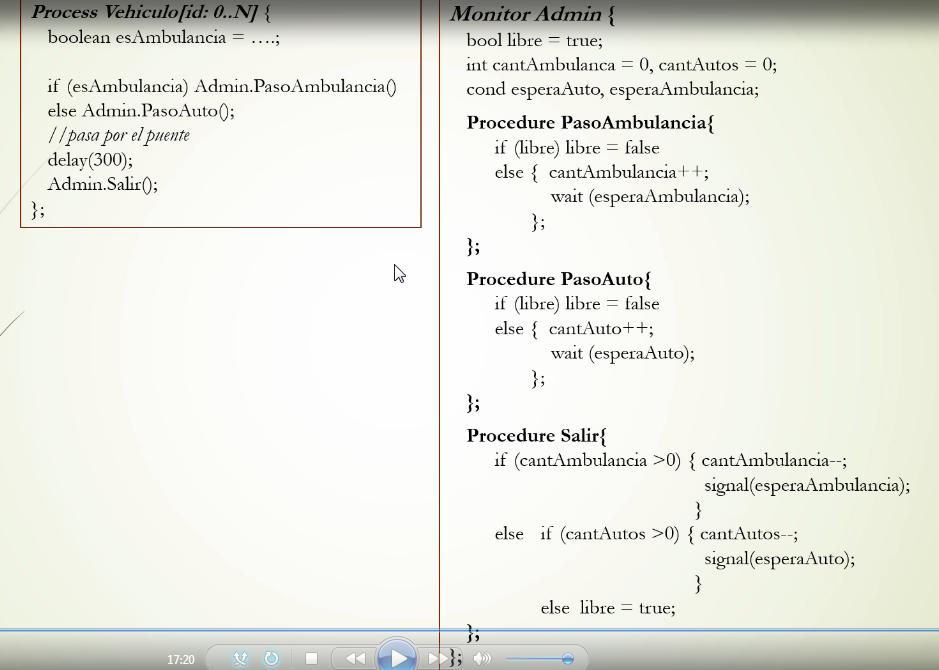 Process Vehiculo[id: 0..N] {
boolean esAmbulancia = ....;
if (esAmbulancia) Admin.PasoAmbulancia()
else Admin.PasoAuto();
//pasa por el puente
delay(300);
Admin.Salir();
};
Monitor Admin {
bool libre = true;
int cantAmbulanca = 0, cantAutos = 0;
cond esperaAuto, esperaAmbulancia;
Procedure PasoAmbulancia{
if (libre) libre = false
else { cantAmbulancia++;
wait (esperaAmbulancia);
};
};
Procedure PasoAuto{
if (libre) libre = false
else { cantAuto++;
wait (esperaAuto);
};
};
Procedure Salir{
if (cantAmbulancia >0) { cantAmbulancia--;
signal(esperaAmbulancia);
}
else if (cantAutos >0) { cantAutos--;
signal(esperaAuto);
}
else libre = true;
};
};
17:20